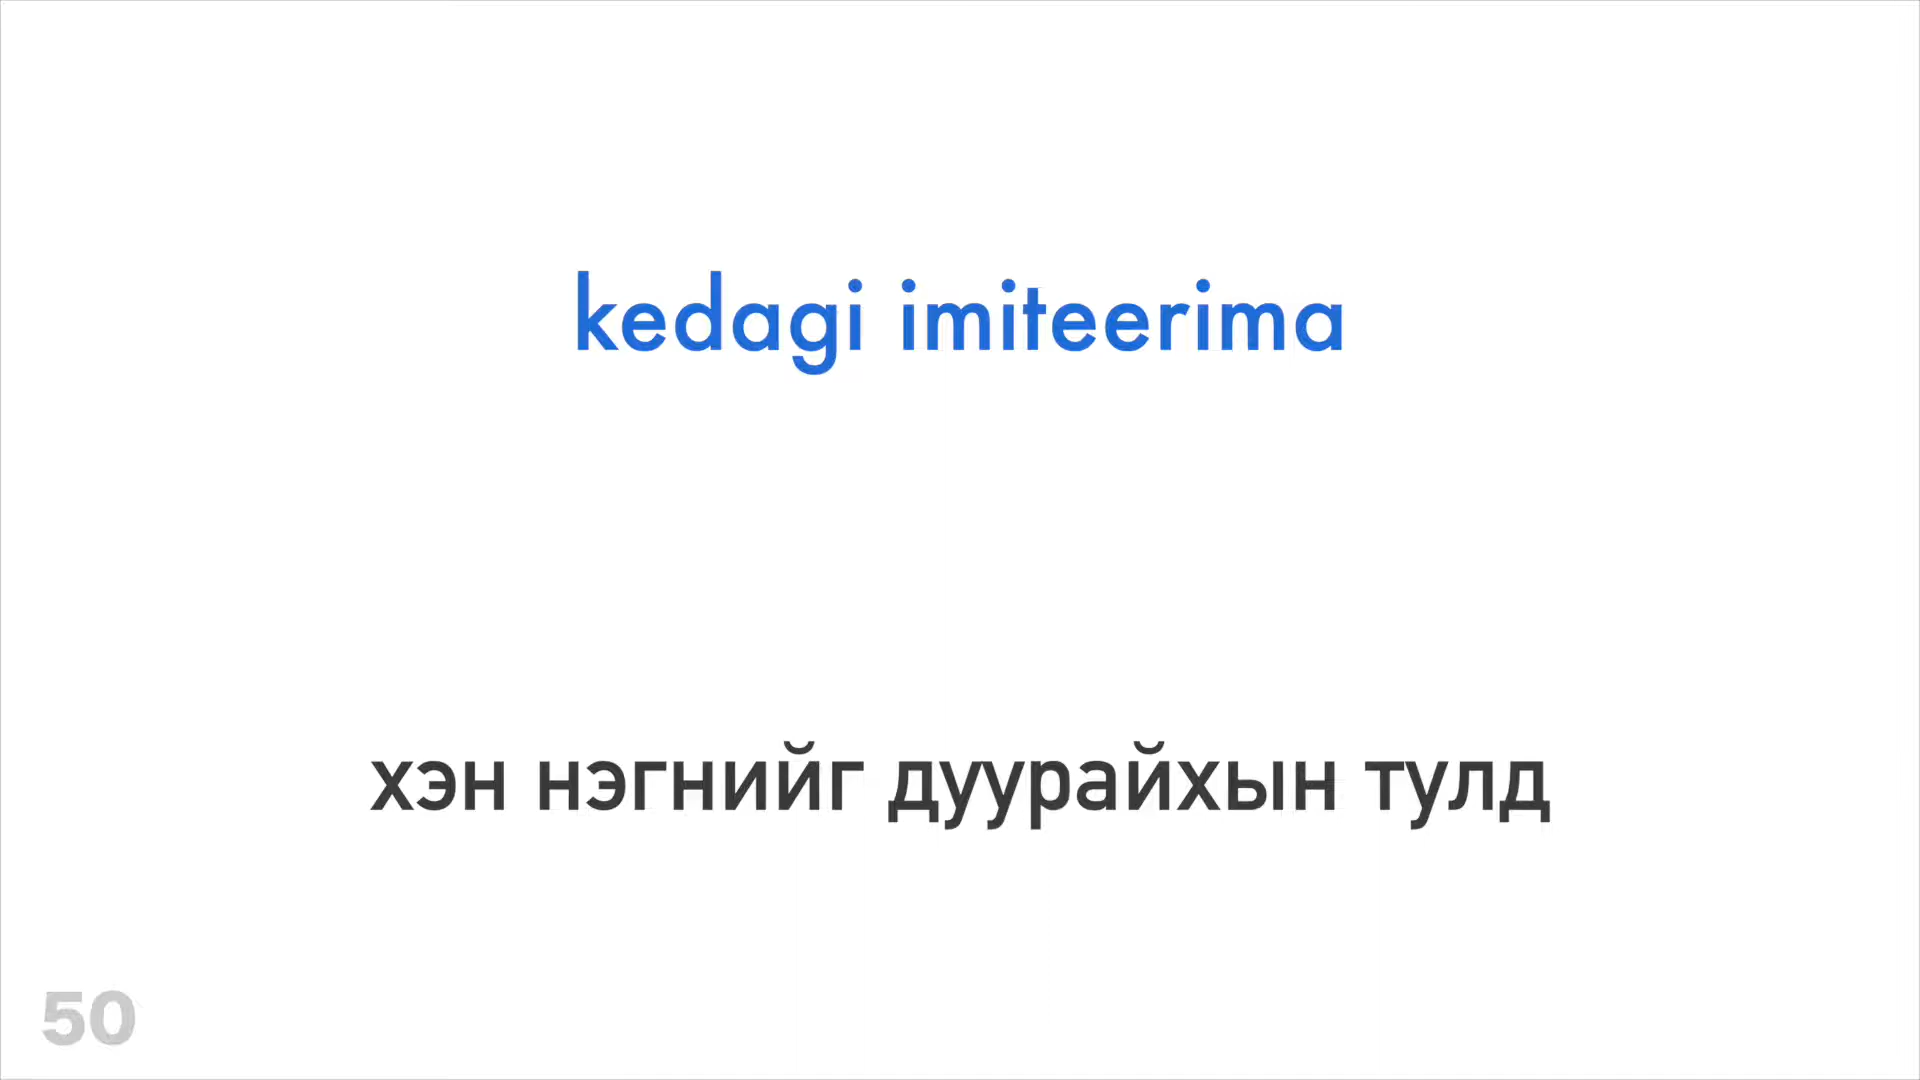 kedagi imiteerima
хэн нэгнийг дуурайхын тулд
50